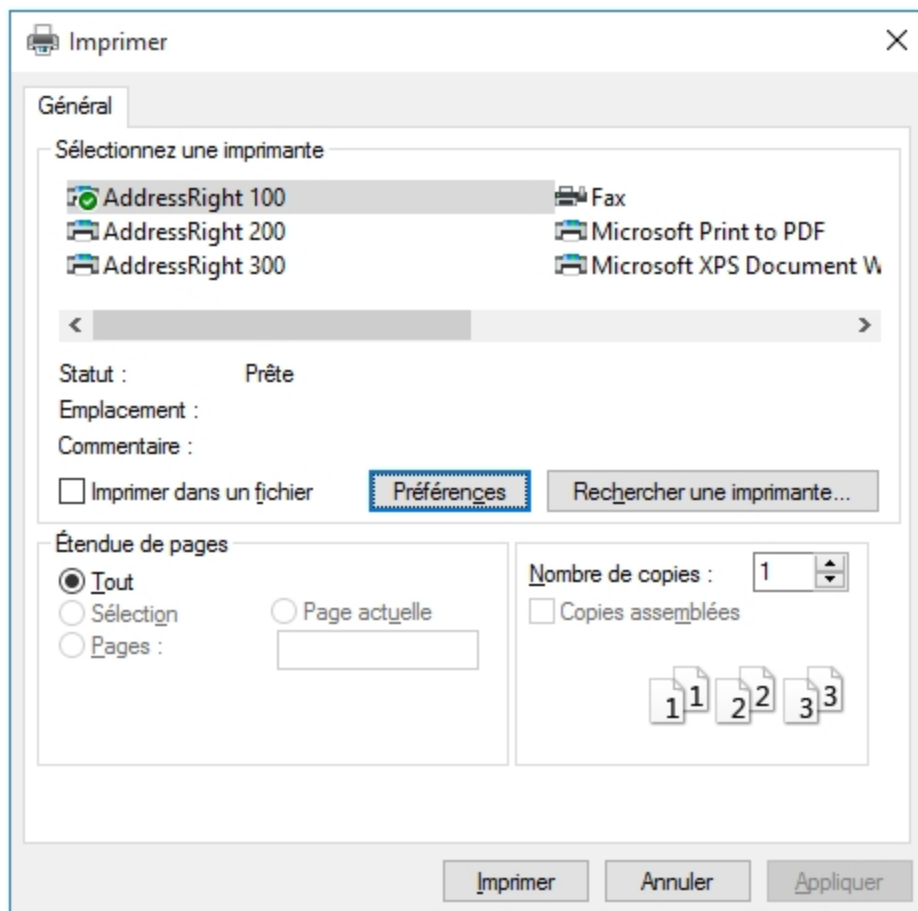 Imprimer
Général
Sélectionnez une imprimante
AddressRight 100 Fax
AddressRight 200 Microsoft Print to PDF
AddressRight 300 Microsoft XPS Document W
Statut : Prête
Emplacement :
Commentaire :
Imprimer dans un fichier Préférences Rechercher une imprimante...
Étendue de pages
Tout Nombre de copies : 1
Sélection Page actuelle Copies assemblées
Pages :
1 1 2 2 3 3
Imprimer Annuler Appliquer